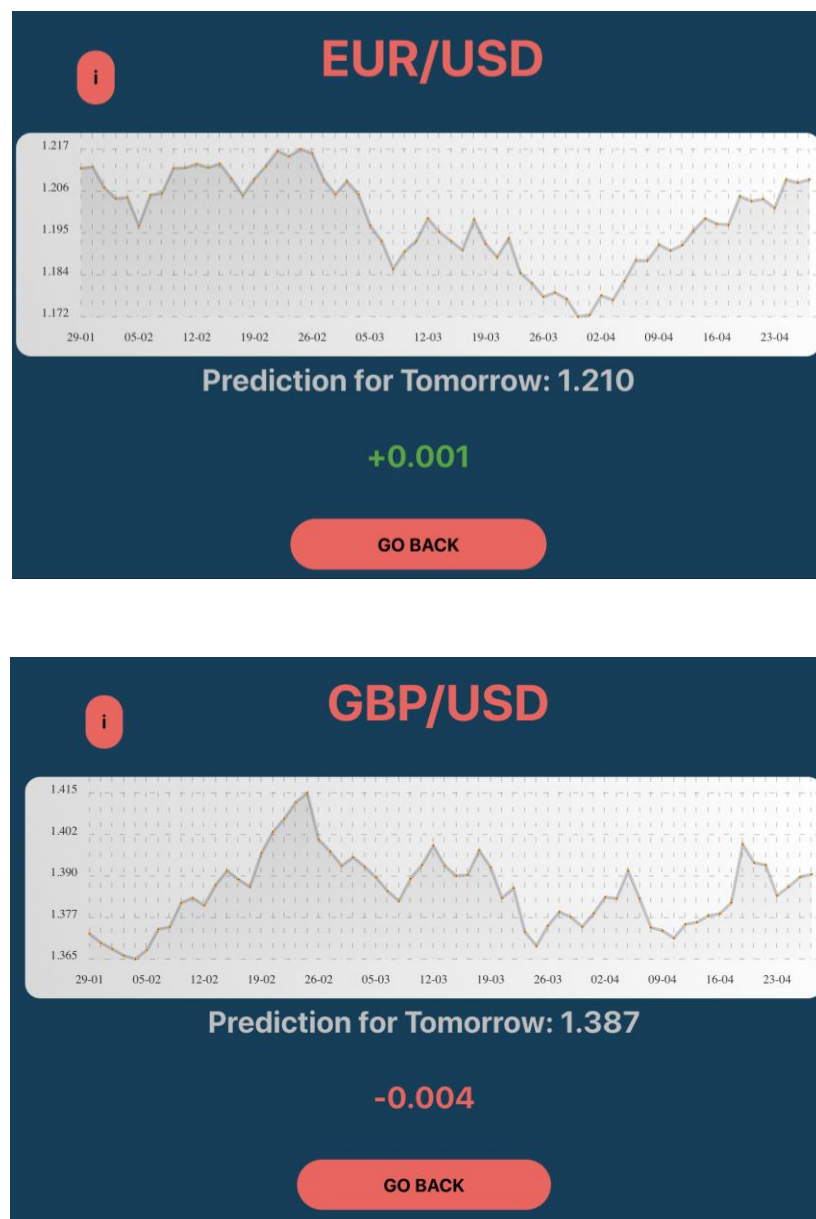 EUR/USD
i
1.217
1.206
1.195
1.184
1.172
29-01 05-02 12-02 19-02 26-02 05-03 12-03 19-03 26-03 02-04 09-04 16-04 23-04
Prediction for Tomorrow: 1.210
+0.001
GO BACK
GBP/USD
i
1.415
1.402
1.390
1.377
1.365
29-01 05-02 12-02 19-02 26-02 05-03 12-03 19-03 26-03 02-04 09-04 16-04 23-04
Prediction for Tomorrow: 1.387
-0.004
GO BACK